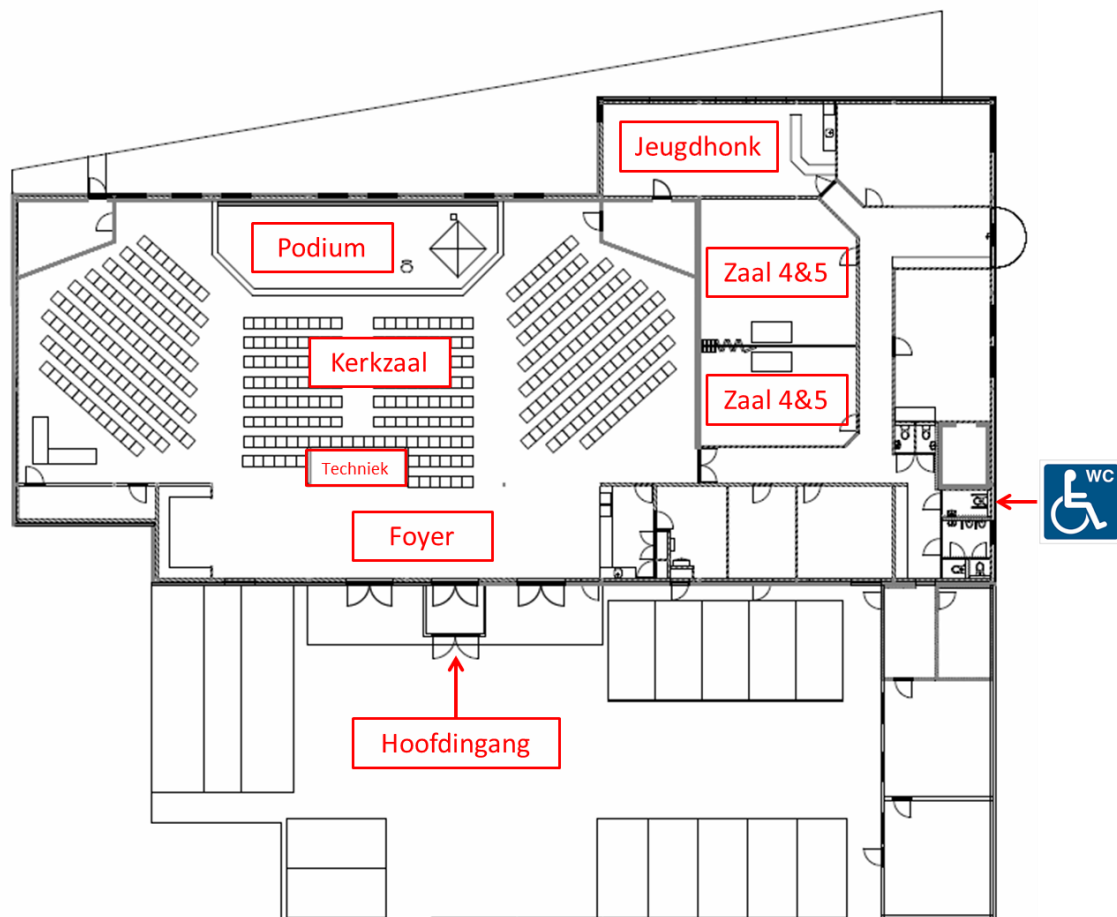 Jeugdhonk
Podium
Zaal 4&5
Kerkzaal
Zaal 4&5
Techniek
WC
Foyer
Hoofdingang